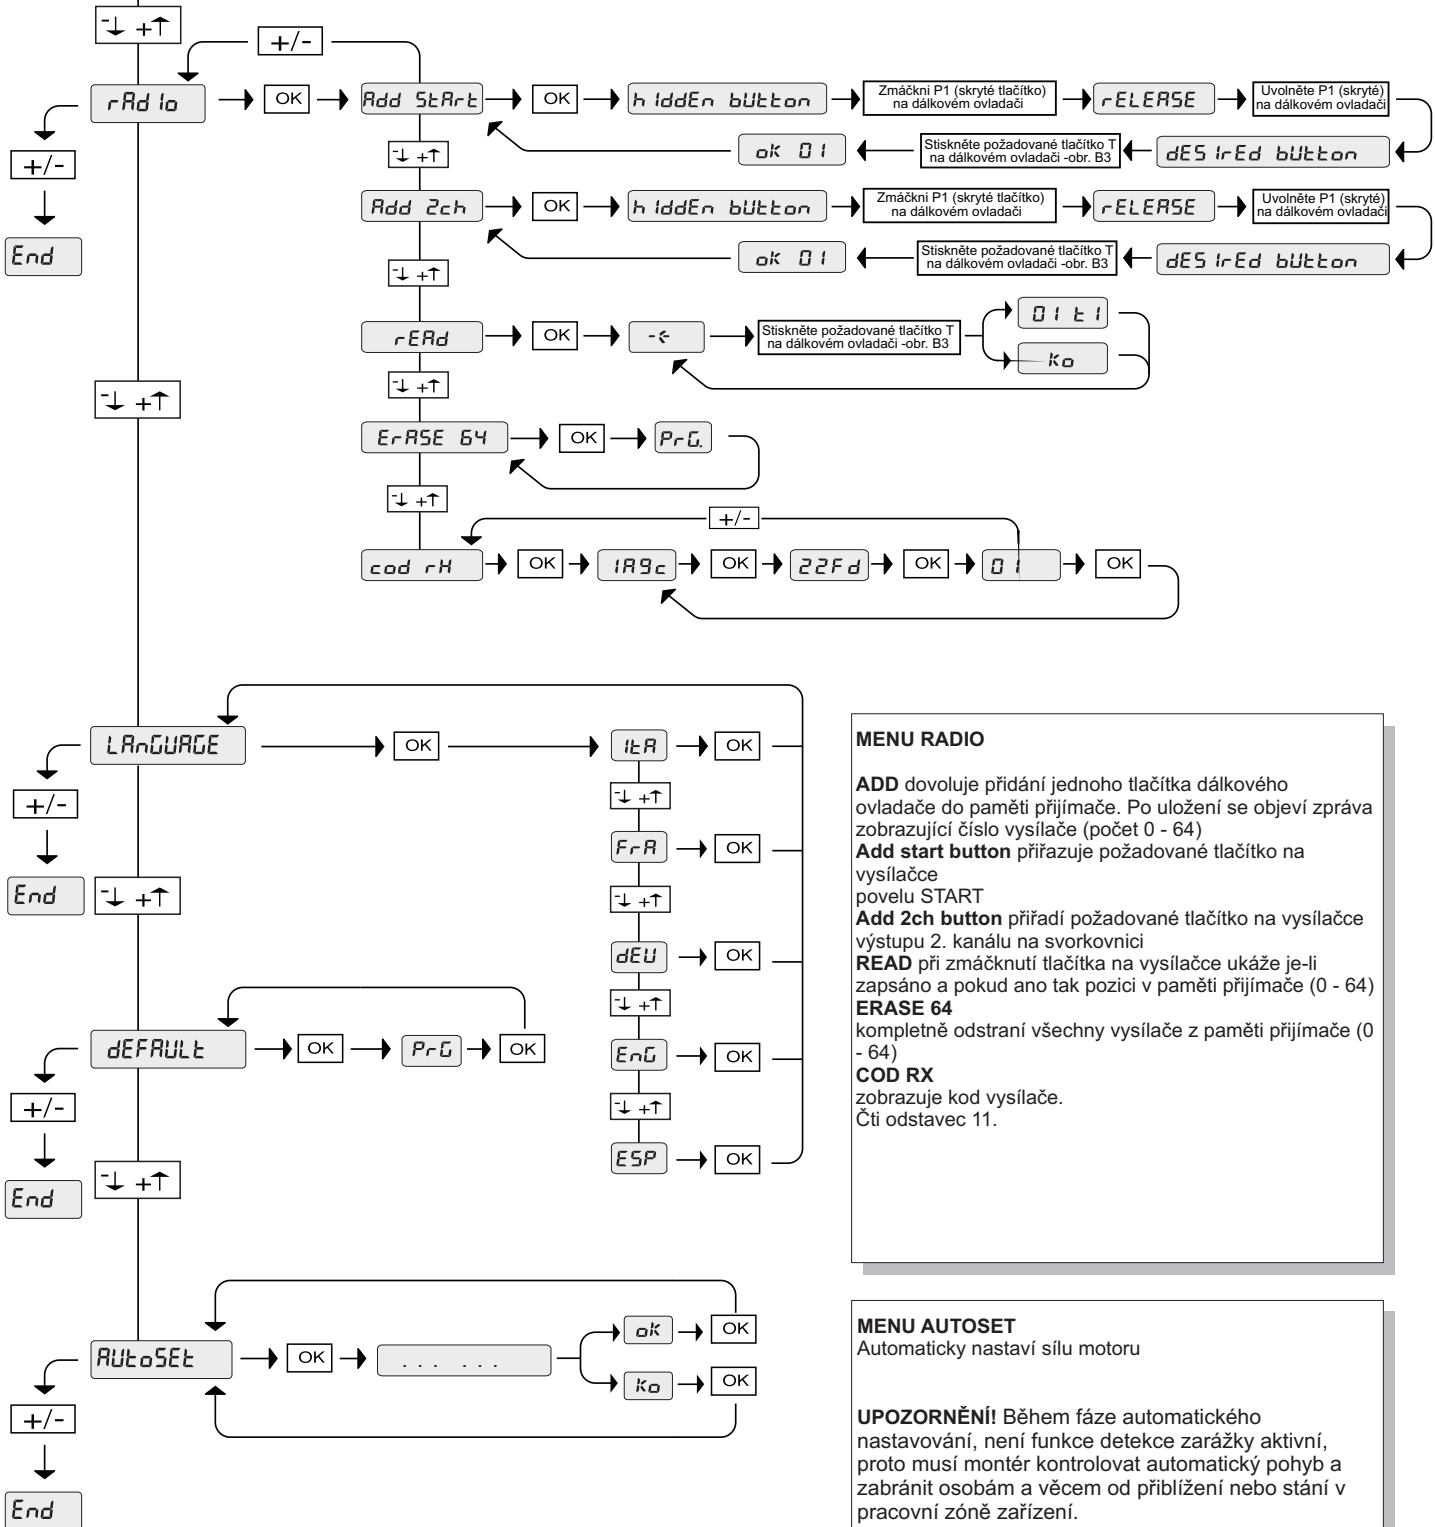 -↓ +↑
+/-
rAdIo
OK
Add StArt
OK
hIddEn bUtton
Zmáčkni P1 (skryté tlačítko)
na dálkovém ovladači
rELEASE
Uvolněte P1 (skryté)
na dálkovém ovladači
-↓ +↑
oK 01
Stiskněte požadované tlačítko T
na dálkovém ovladači -obr. B3
dESIrEd bUtton
+/-
End
Add 2ch
OK
hIddEn bUtton
Zmáčkni P1 (skryté tlačítko)
na dálkovém ovladači
rELEASE
Uvolněte P1 (skryté)
na dálkovém ovladači
-↓ +↑
oK 01
Stiskněte požadované tlačítko T
na dálkovém ovladači -obr. B3
dESIrEd bUtton
rEAd
OK
-<
Stiskněte požadované tlačítko T
na dálkovém ovladači -obr. B3
01 t1
Ko
-↓ +↑
-↓ +↑
ErASE 64
OK
PrG.
-↓ +↑
+/-
cod rH
OK
1A9c
OK
22Fd
OK
01
OK
LAnGUAGE
OK
ItA
OK
-↓ +↑
FrA
OK
-↓ +↑
dEU
OK
-↓ +↑
EnG
OK
-↓ +↑
ESP
OK
+/-
End
-↓ +↑
dEFAULt
OK
PrG
OK
+/-
End
-↓ +↑
AUtoSEt
OK
... ...
oK
OK
Ko
OK
+/-
End
MENU RADIO
ADD dovoluje přidání jednoho tlačítka dálkového
ovladače do paměti přijímače. Po uložení se objeví zpráva
zobrazující číslo vysílače (počet 0 - 64)
Add start button přiřazuje požadované tlačítko na
vysílačce
povelu START
Add 2ch button přiřadí požadované tlačítko na vysílačce
výstupu 2. kanálu na svorkovnici
READ při zmáčknutí tlačítka na vysílačce ukáže je-li
zapsáno a pokud ano tak pozici v paměti přijímače (0 - 64)
ERASE 64
kompletně odstraní všechny vysílače z paměti přijímače (0
- 64)
COD RX
zobrazuje kod vysílače.
Čti odstavec 11.
MENU AUTOSET
Automaticky nastaví sílu motoru
UPOZORNĚNÍ! Během fáze automatického
nastavování, není funkce detekce zarážky aktivní,
proto musí montér kontrolovat automatický pohyb a
zabránit osobám a věcem od přiblížení nebo stání v
pracovní zóně zařízení.